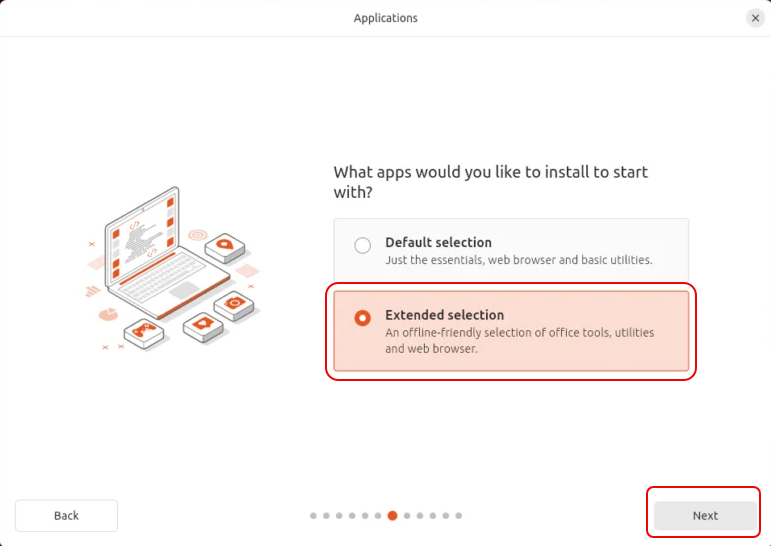 Applications
What apps would you like to install to start
with?
Default selection
Just the essentials, web browser and basic utilities.
Extended selection
An offline-friendly selection of office tools, utilities
and web browser.
Back
Next